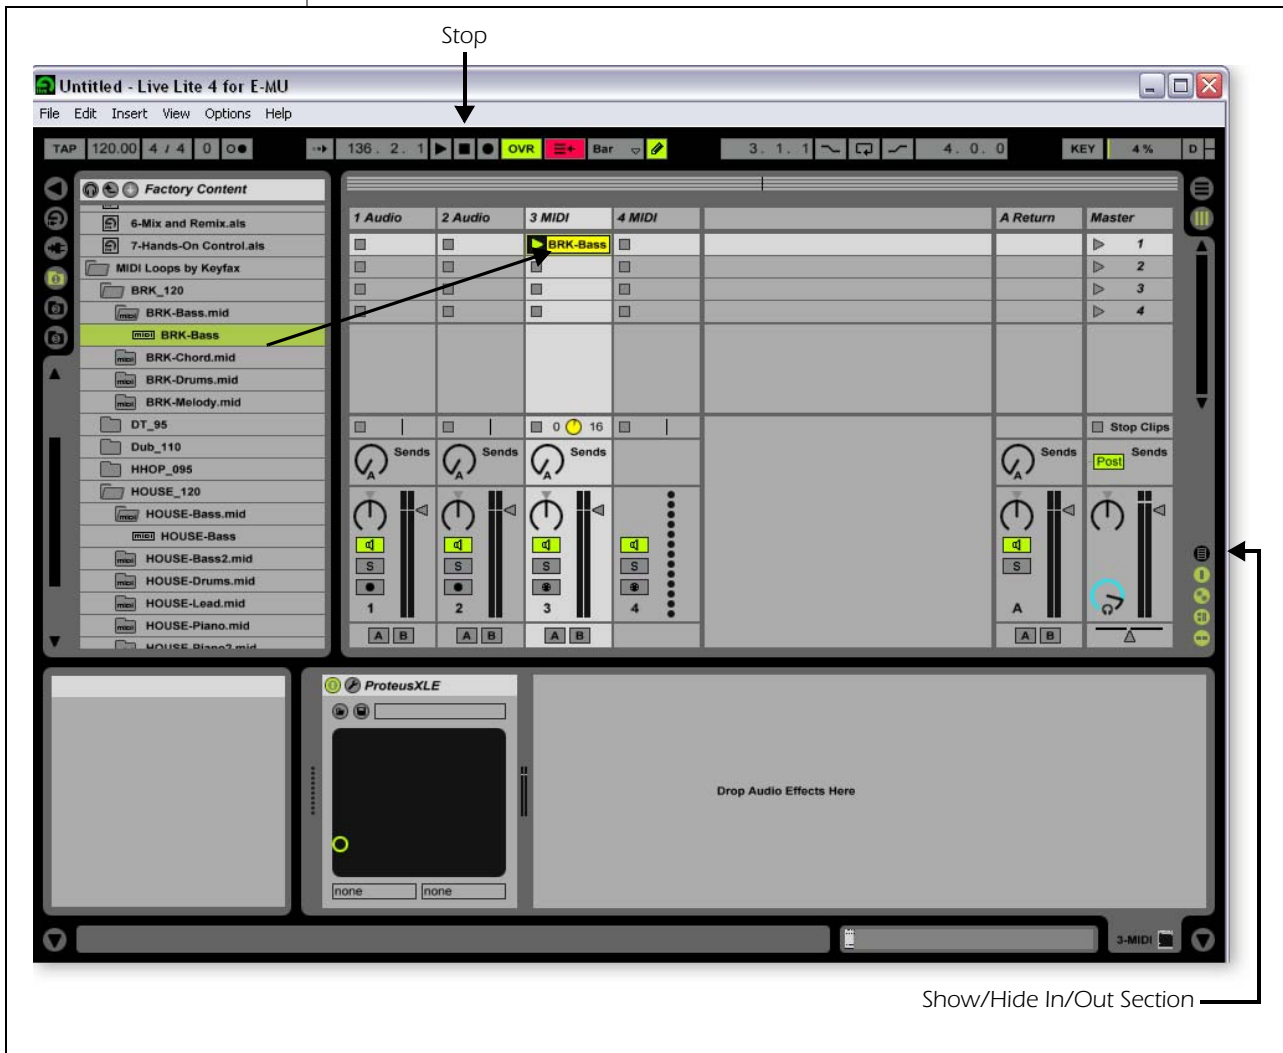 Stop
Untitled - Live Lite 4 for E-MU
File Edit Insert View Options Help
TAP 120.00 4 / 4 0 136. 2. 1 OVR Bar 3. 1. 1 4. 0. 0 KEY 4 % D
Factory Content
6-Mix and Remix.als
7-Hands-On Control.als
MIDI Loops by Keyfax
BRK_120
BRK-Bass.mid
midi BRK-Bass
BRK-Chord.mid
BRK-Drums.mid
BRK-Melody.mid
DT_95
Dub_110
HHOP_095
HOUSE_120
HOUSE-Bass.mid
midi HOUSE-Bass
HOUSE-Bass2.mid
HOUSE-Drums.mid
HOUSE-Lead.mid
HOUSE-Piano.mid
HOUSE-Piano2.mid
1 Audio 2 Audio 3 MIDI 4 MIDI A Return Master
BRK-Bass 1
2
3
4
0 16 Stop Clips
Sends Sends Sends Sends Sends
A A A A Post
S S S S S
1 2 3 4 A
A B A B A B A B
ProteusXLE
none none
Drop Audio Effects Here
3-MIDI
Show/Hide In/Out Section